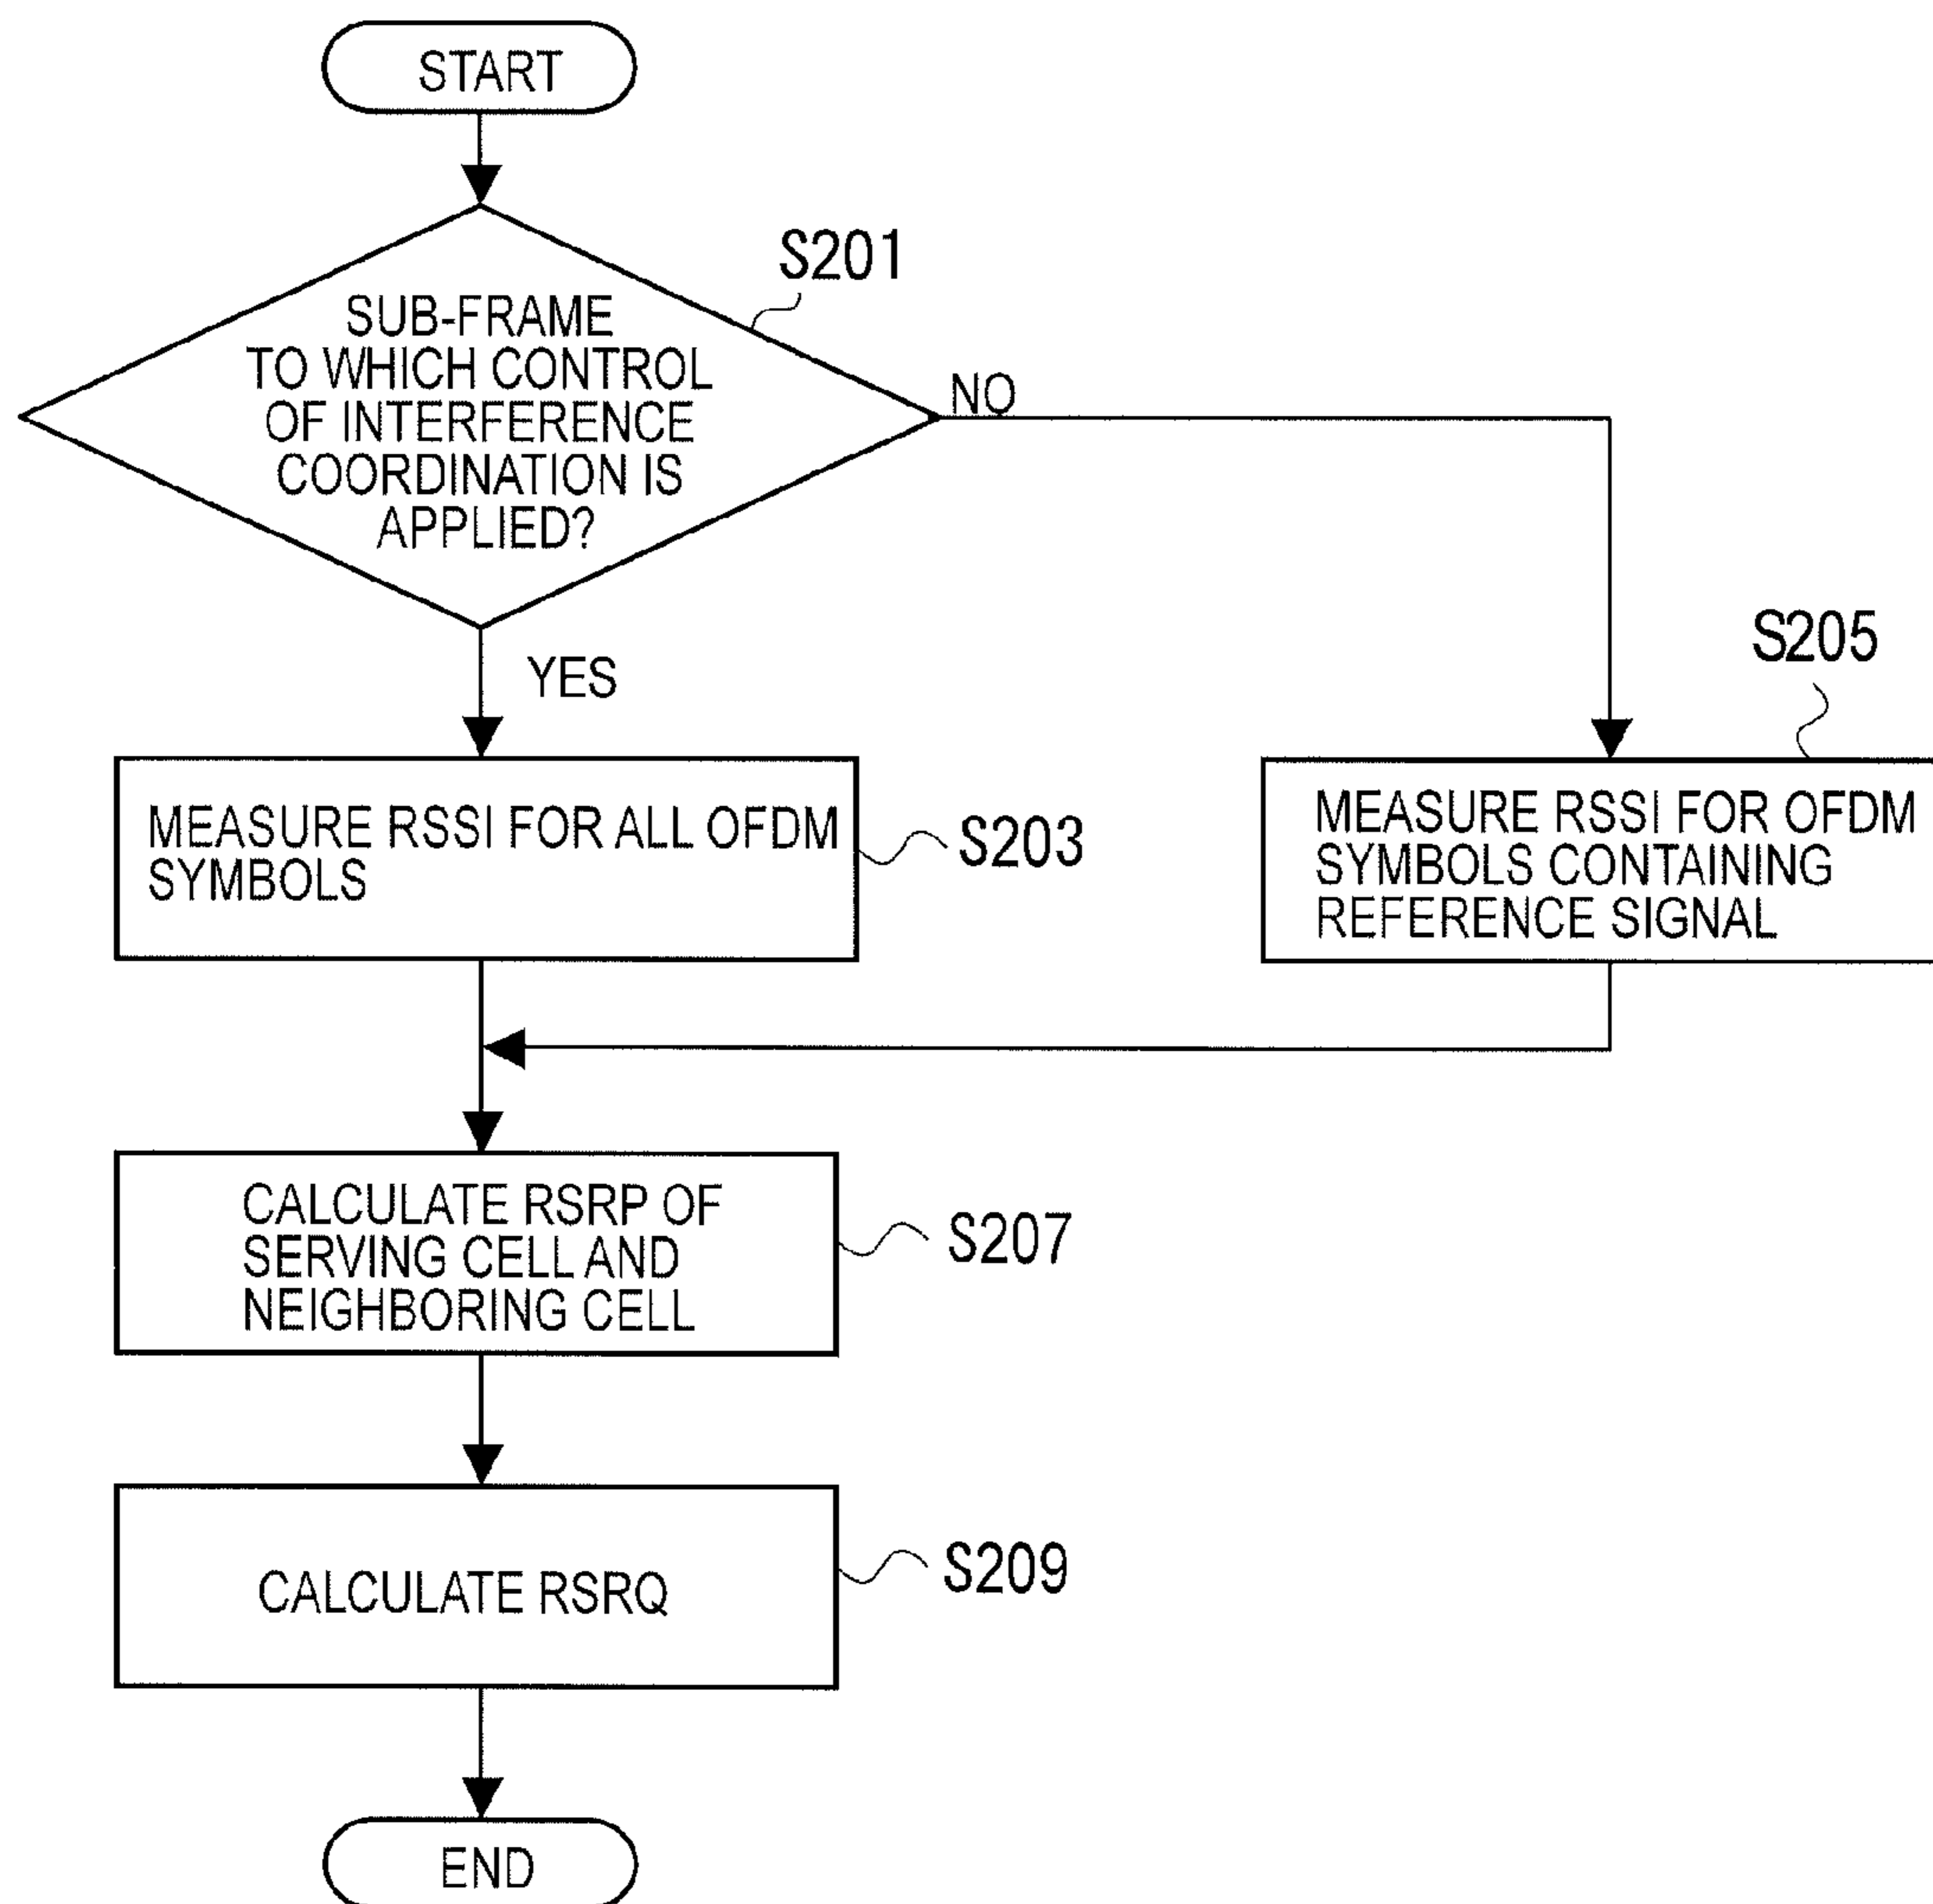 START
S201
SUB-FRAME
TO WHICH CONTROL
OF INTERFERENCE
COORDINATION IS
APPLIED?
NO
YES
S205
MEASURE RSSI FOR ALL OFDM
SYMBOLS
S203
MEASURE RSSI FOR OFDM
SYMBOLS CONTAINING
REFERENCE SIGNAL
CALCULATE RSRP OF
SERVING CELL AND
NEIGHBORING CELL
S207
CALCULATE RSRQ
S209
END